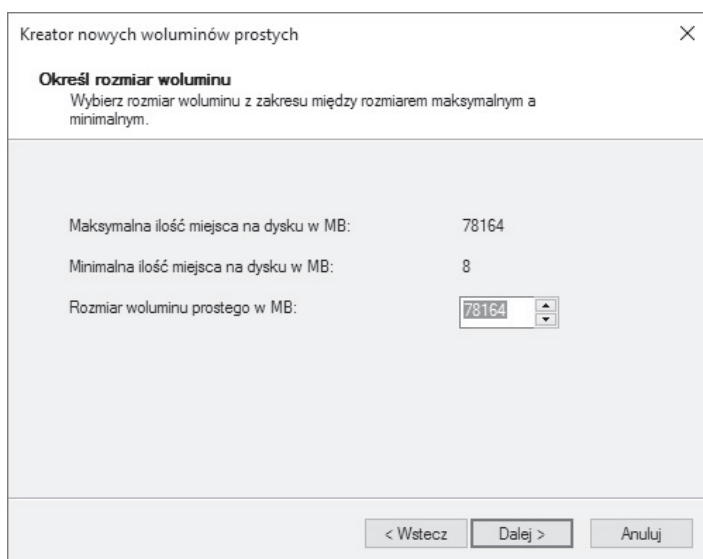 Kreator nowych woluminów prostych
Określ rozmiar woluminu
Wybierz rozmiar woluminu z zakresu między rozmiarem maksymalnym a
minimalnym.
Maksymalna ilość miejsca na dysku w MB: 78164
Minimalna ilość miejsca na dysku w MB: 8
Rozmiar woluminu prostego w MB: 78164
< Wstecz Dalej > Anuluj